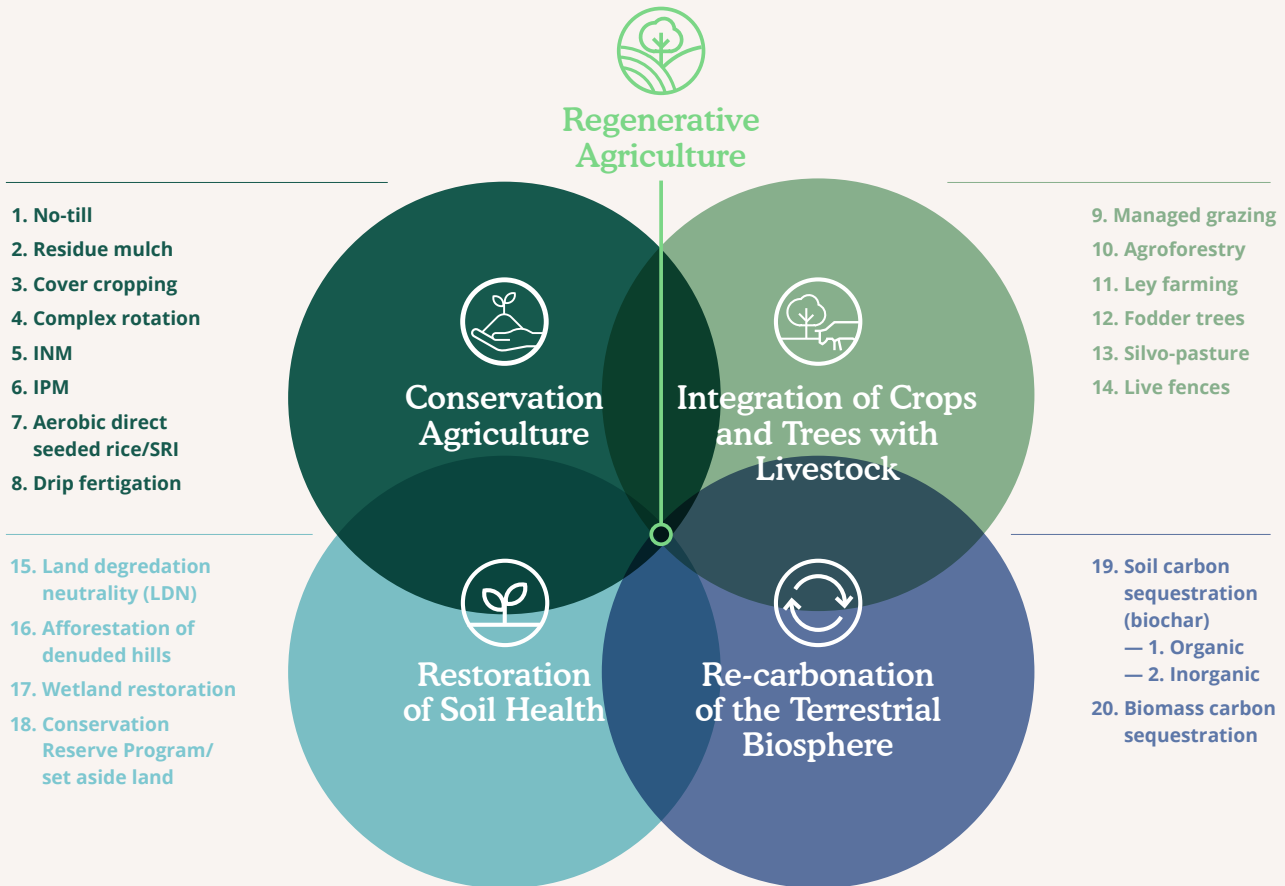 Regenerative
Agriculture
1. No-till
2. Residue mulch
3. Cover cropping
4. Complex rotation
5. INM
6. IPM
7. Aerobic direct
seeded rice/SRI
8. Drip fertigation
Conservation
Agriculture
Integration of Crops
and Trees with
Livestock
9. Managed grazing
10. Agroforestry
11. Ley farming
12. Fodder trees
13. Silvo-pasture
14. Live fences
15. Land degredation
neutrality (LDN)
16. Afforestation of
denuded hills
17. Wetland restoration
18. Conservation
Reserve Program/
set aside land
Restoration
of Soil Health
Re-carbonation
of the Terrestrial
Biosphere
19. Soil carbon
sequestration
(biochar)
— 1. Organic
— 2. Inorganic
20. Biomass carbon
sequestration